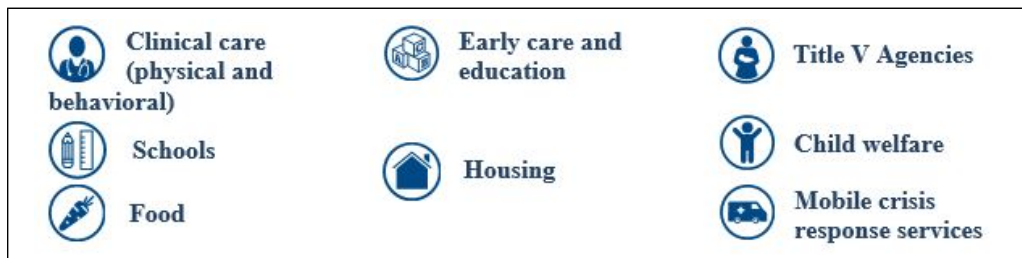 Clinical care
(physical and
behavioral)
Schools
Food
Early care and
education
Housing
Title V Agencies
Child welfare
Mobile crisis
response services